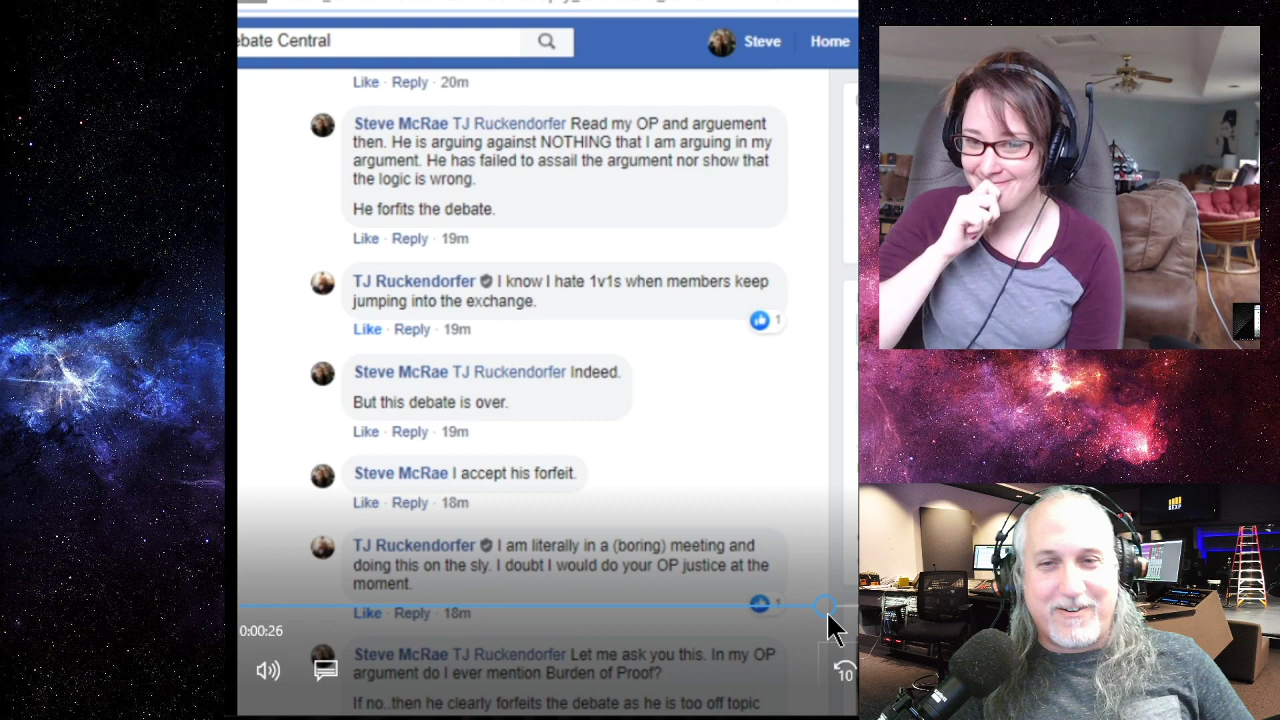 ebate Central
Steve
Home
Like · Reply · 20m
Steve McRae TJ Ruckendorfer Read my OP and arguement
then. He is arguing against NOTHING that I am arguing in my
argument. He has failed to assail the argument nor show that
the logic is wrong.
He forfits the debate.
Like · Reply · 19m
TJ Ruckendorfer I know I hate 1v1s when members keep
jumping into the exchange.
1
Like · Reply · 19m
Steve McRae TJ Ruckendorfer Indeed.
But this debate is over.
Like · Reply · 19m
Steve McRae I accept his forfeit.
Like · Reply · 18m
TJ Ruckendorfer I am literally in a (boring) meeting and
doing this on the sly. I doubt I would do your OP justice at the
moment.
1
Like · Reply · 18m
0:00:26
Steve McRae TJ Ruckendorfer Let me ask you this. In my OP
argument do I ever mention Burden of Proof?
10
If no..then he clearly forfeits the debate as he is too off topic